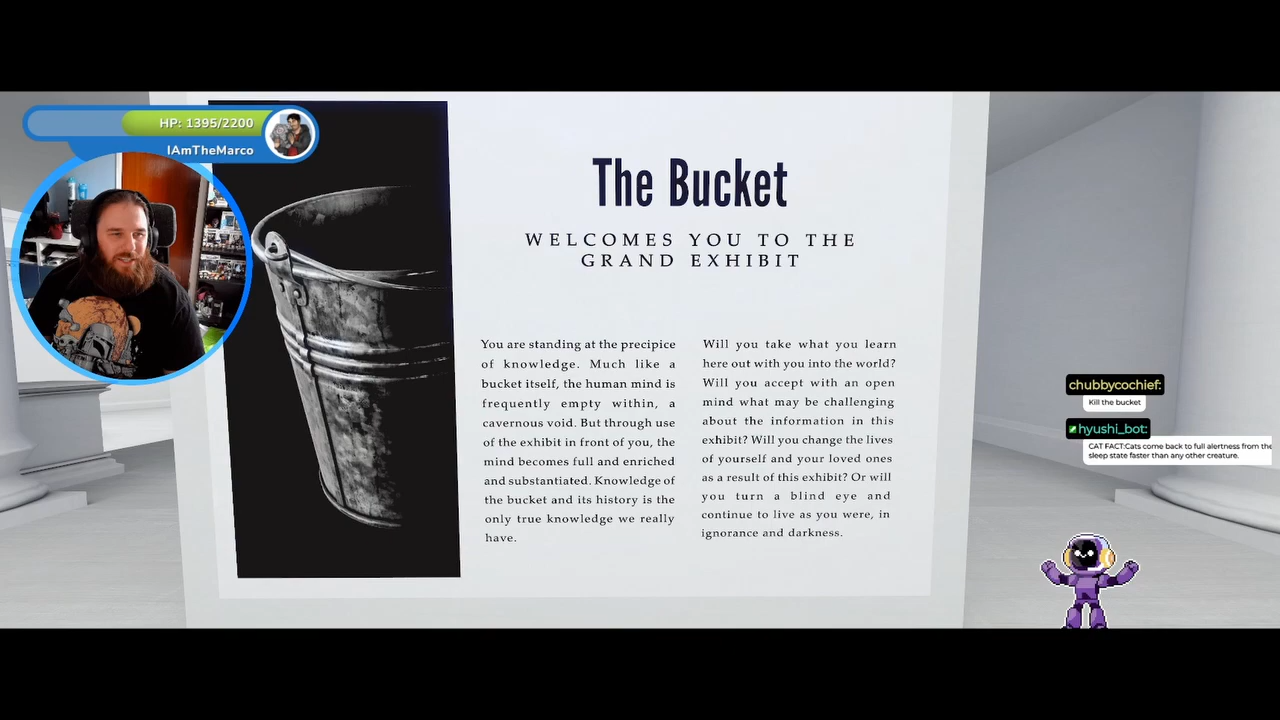 HP: 1395/2200
IAmTheMarco
The Bucket
WELCOMES YOU TO THE
GRAND EXHIBIT
You are standing at the precipice
of knowledge. Much like a
bucket itself, the human mind is
frequently empty within, a
cavernous void. But through use
of the exhibit in front of you, the
mind becomes full and enriched
and substantiated. Knowledge of
the bucket and its history is the
only true knowledge we really
have.
Will you take what you learn
here out with you into the world?
Will you accept with an open
mind what may be challenging
about the information in this
exhibit? Will you change the lives
of yourself and your loved ones
as a result of this exhibit? Or will
you turn a blind eye and
continue to live as you were, in
ignorance and darkness.
chubbycochief:
Kill the bucket
hyushi_bot:
CAT FACT:Cats come back to full alertness from the
sleep state faster than any other creature.